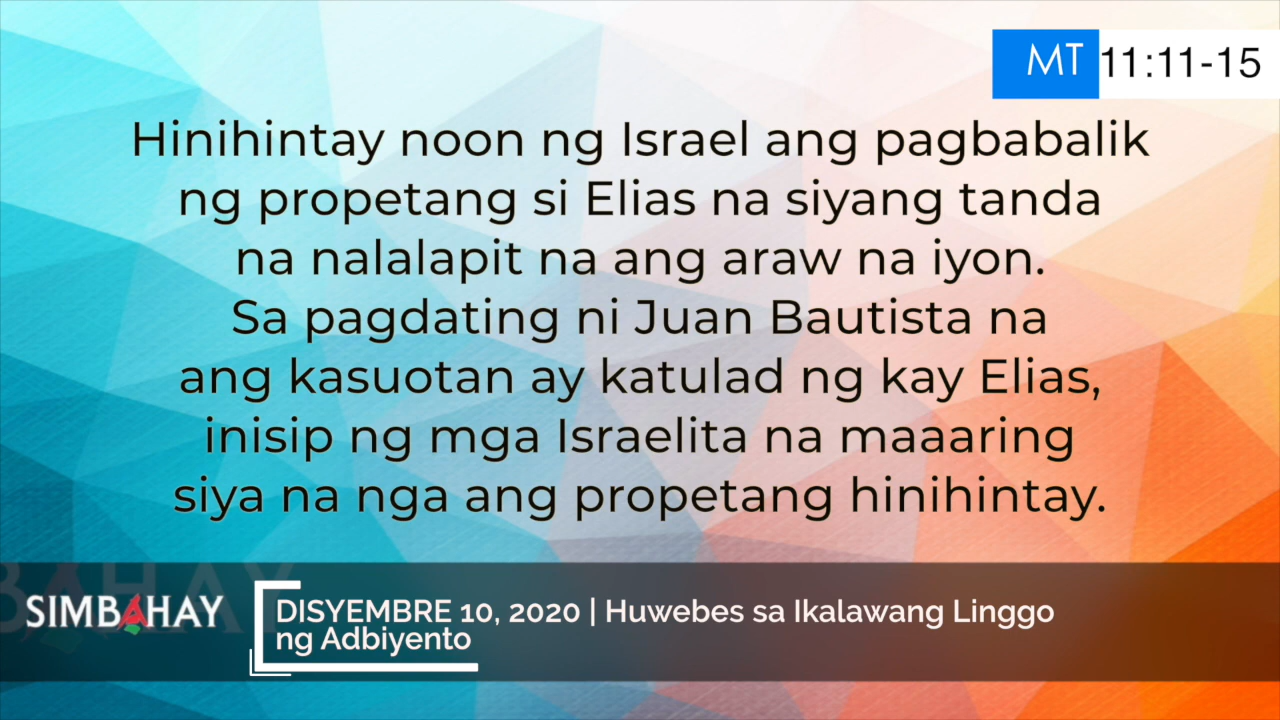 MT 11:11-15
Hinihintay noon ng Israel ang pagbabalik
ng propetang si Elias na siyang tanda
na nalalapit na ang araw na iyon.
Sa pagdating ni Juan Bautista na
ang kasuotan ay katulad ng kay Elias,
inisip ng mga Israelita na maaaring
siya na nga ang propetang hinihintay.
SIMBAHAY
DISYEMBRE 10, 2020 | Huwebes sa Ikalawang Linggo
ng Adbiyento